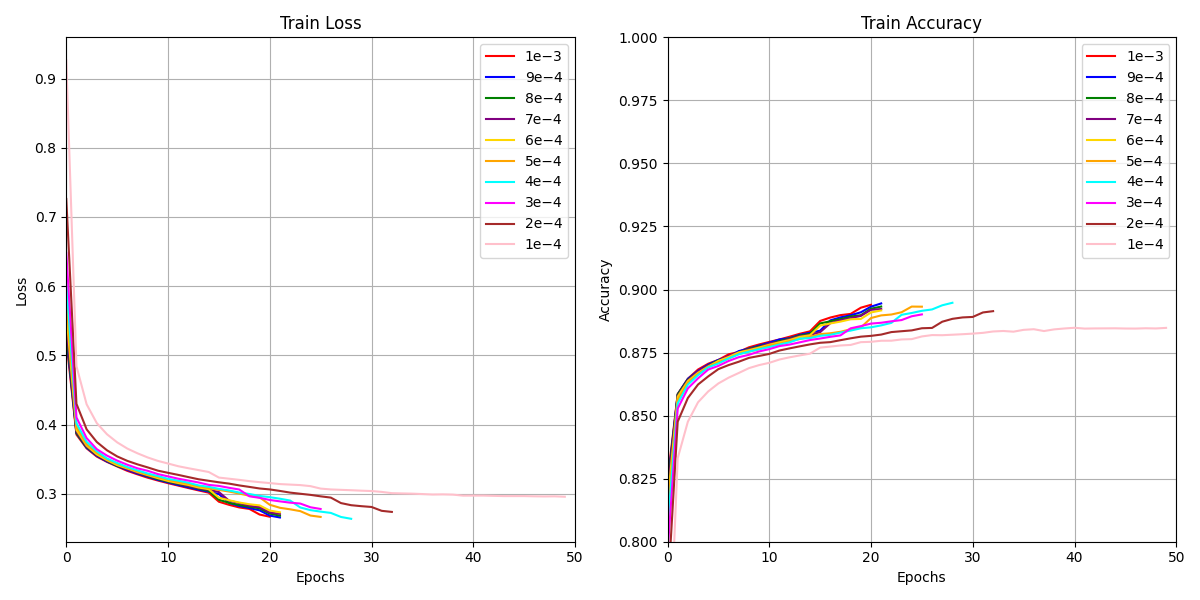 Train Loss
Loss
0.9
0.8
0.7
0.6
0.5
0.4
0.3
0
10
20
30
40
50
Epochs
1e−3
9e−4
8e−4
7e−4
6e−4
5e−4
4e−4
3e−4
2e−4
1e−4
Train Accuracy
Accuracy
1.000
0.975
0.950
0.925
0.900
0.875
0.850
0.825
0.800
0
10
20
30
40
50
Epochs
1e−3
9e−4
8e−4
7e−4
6e−4
5e−4
4e−4
3e−4
2e−4
1e−4